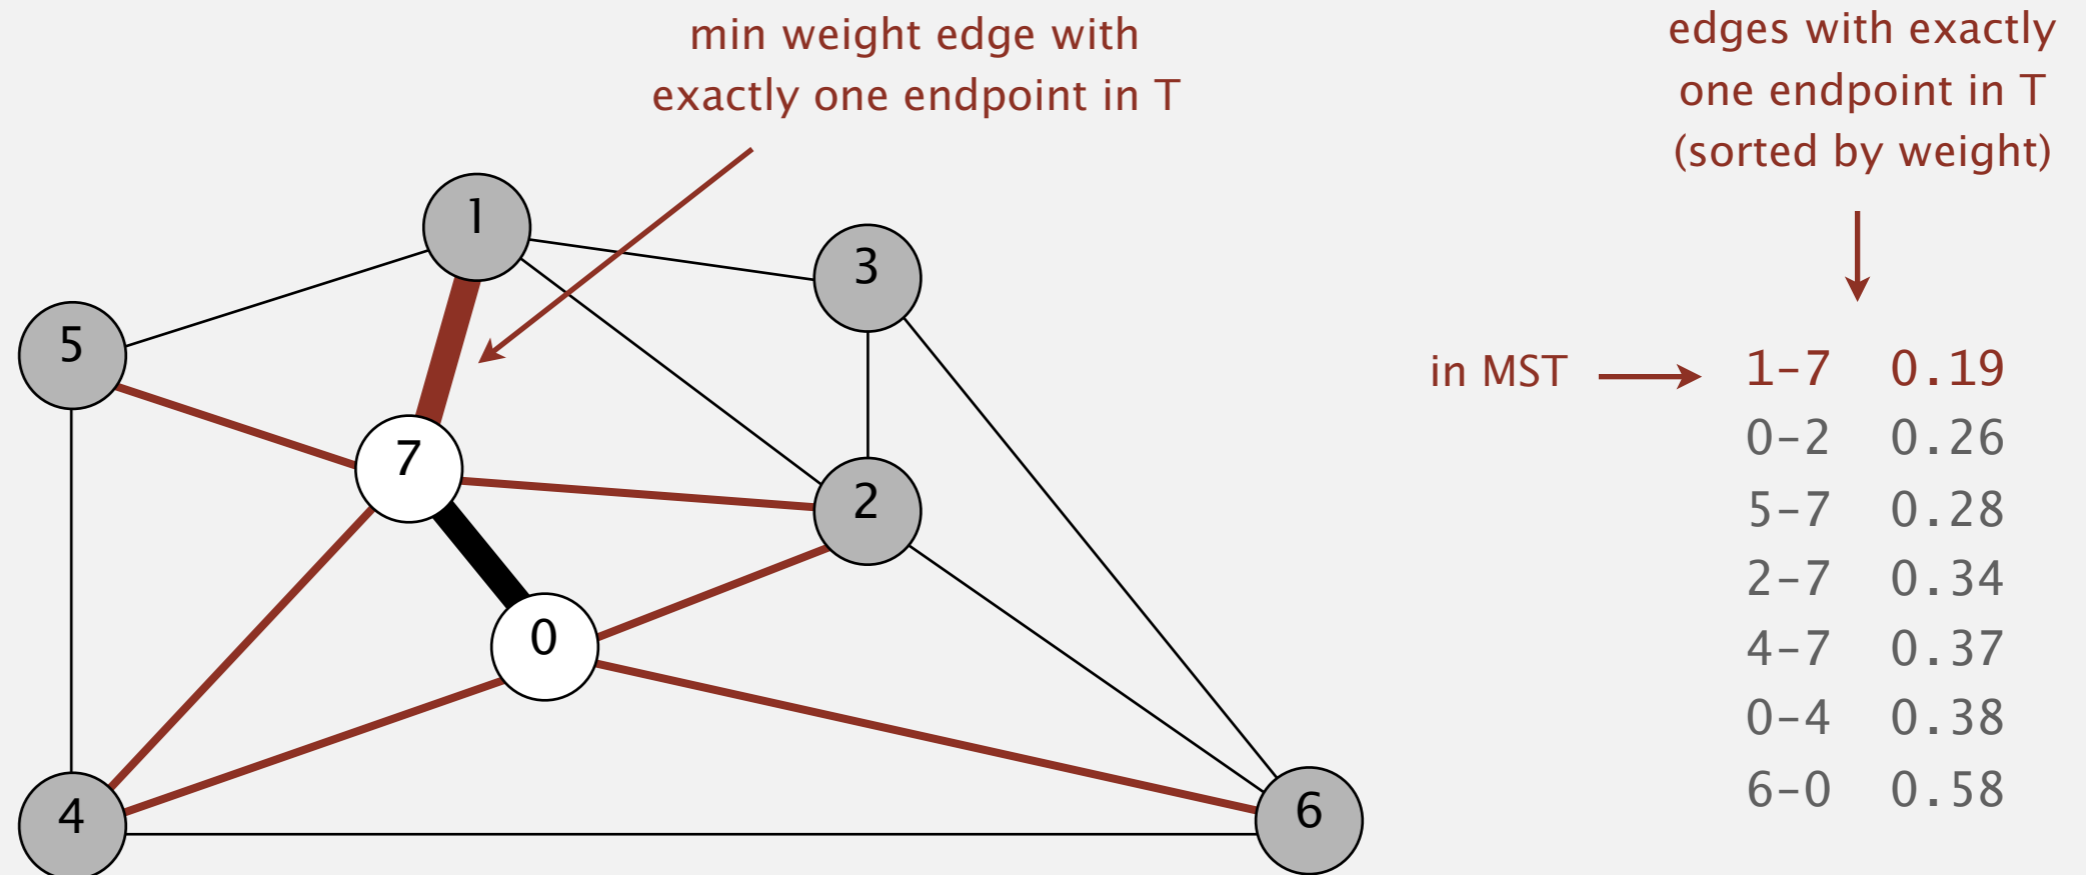 min weight edge with
exactly one endpoint in T
edges with exactly
one endpoint in T
(sorted by weight)
1
3
5
7
2
0
4
6
in MST
1-7 0.19
0-2 0.26
5-7 0.28
2-7 0.34
4-7 0.37
0-4 0.38
6-0 0.58